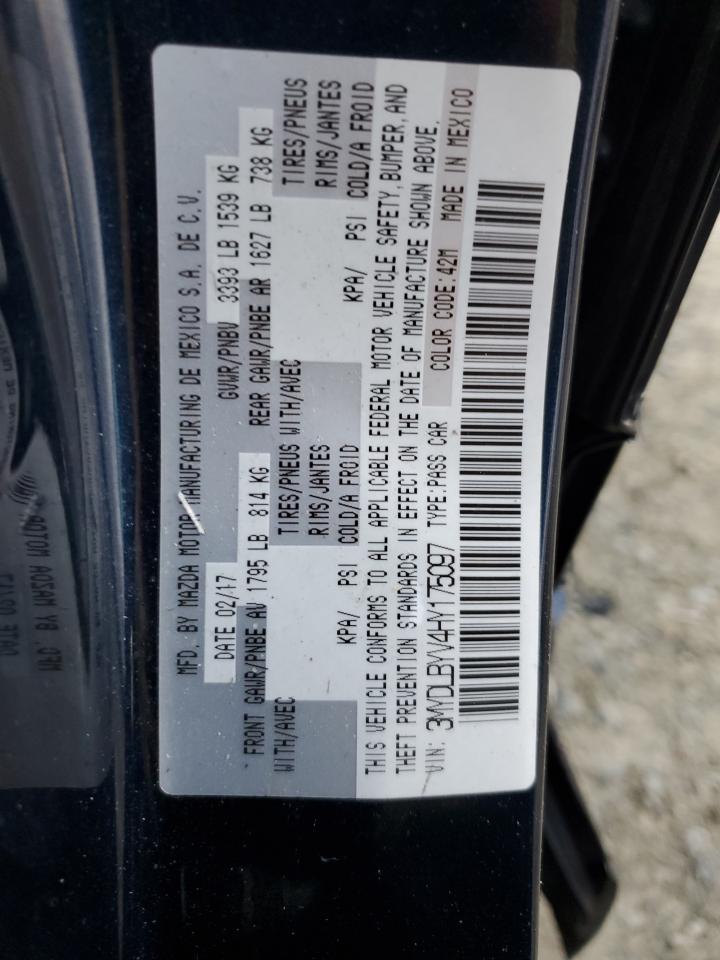 MFD. BY MAZDA MOTOR MANUFACTURING DE MEXICO S.A. DE C.V.
DATE 02/17 GVWR/PNBV 3393 LB 1539 KG
FRONT GAWR/PNBE AV 1795 LB 814 KG REAR GAWR/PNBE AR 1627 LB 738 KG
WITH/AVEC TIRES/PNEUS WITH/AVEC TIRES/PNEUS
RIMS/JANTES RIMS/JANTES
KPA/ PSI COLD/A FROID KPA/ PSI COLD/A FROID
THIS VEHICLE CONFORMS TO ALL APPLICABLE FEDERAL MOTOR VEHICLE SAFETY, BUMPER, AND
THEFT PREVENTION STANDARDS IN EFFECT ON THE DATE OF MANUFACTURE SHOWN ABOVE.
VIN: 3MYDLBYV4HY175097 TYPE:PASS CAR COLOR CODE:42M MADE IN MEXICO